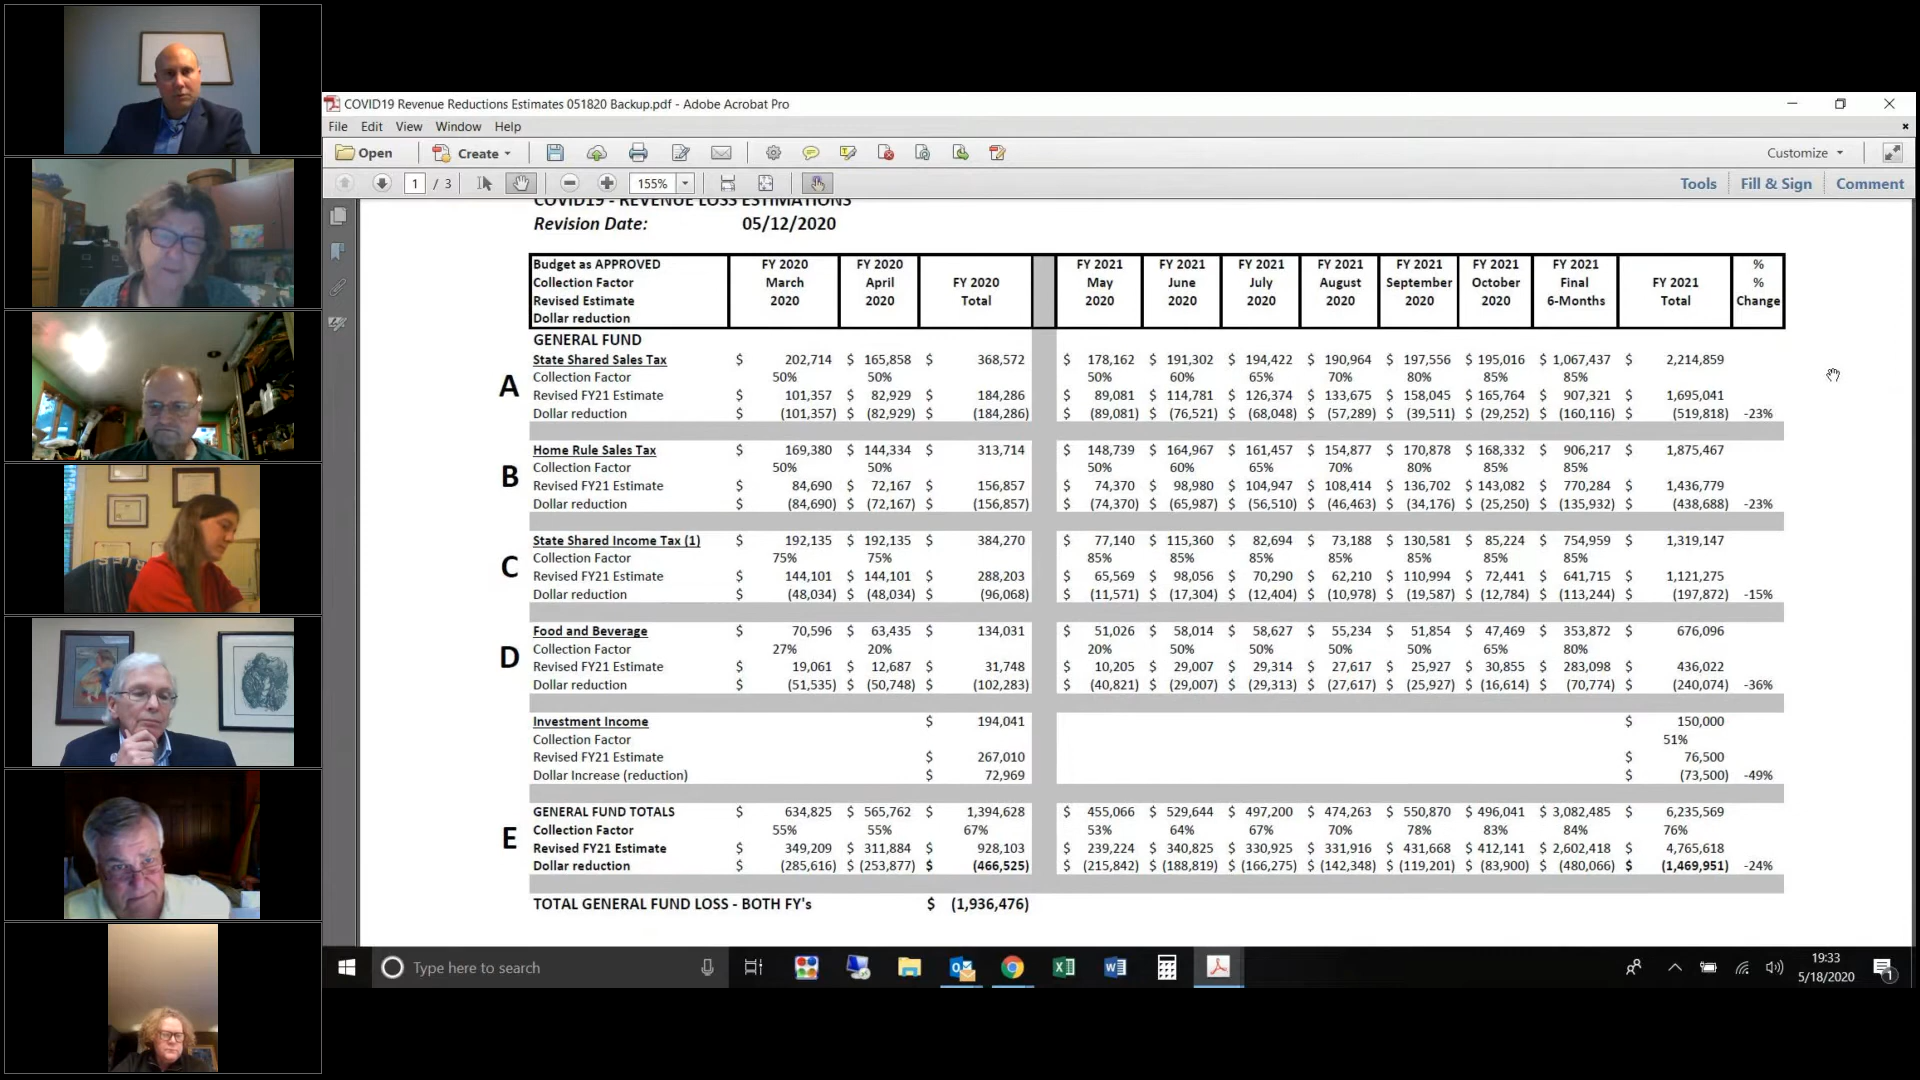 COVID19 Revenue Reductions Estimates 051820 Backup.pdf - Adobe Acrobat Pro
File Edit View Window Help
Open Create Customize
1 / 3 155% Tools Fill & Sign Comment
COVID19 - REVENUE LOSS ESTIMATIONS
Revision Date: 05/12/2020
Budget as APPROVED FY 2020 FY 2020 FY 2021 FY 2021 FY 2021 FY 2021 FY 2021 FY 2021 FY 2021 %
Collection Factor March April FY 2020 May June July August September October Final FY 2021 %
Revised Estimate 2020 2020 Total 2020 2020 2020 2020 2020 2020 6-Months Total Change
Dollar reduction
GENERAL FUND
State Shared Sales Tax $ 202,714 $ 165,858 $ 368,572 $ 178,162 $ 191,302 $ 194,422 $ 190,964 $ 197,556 $ 195,016 $ 1,067,437 $ 2,214,859
A
Collection Factor 50% 50% 50% 60% 65% 70% 80% 85% 85%
Revised FY21 Estimate $ 101,357 $ 82,929 $ 184,286 $ 89,081 $ 114,781 $ 126,374 $ 133,675 $ 158,045 $ 165,764 $ 907,321 $ 1,695,041
Dollar reduction $ (101,357) $ (82,929) $ (184,286) $ (89,081) $ (76,521) $ (68,048) $ (57,289) $ (39,511) $ (29,252) $ (160,116) $ (519,818) -23%
Home Rule Sales Tax $ 169,380 $ 144,334 $ 313,714 $ 148,739 $ 164,967 $ 161,457 $ 154,877 $ 170,878 $ 168,332 $ 906,217 $ 1,875,467
B
Collection Factor 50% 50% 50% 60% 65% 70% 80% 85% 85%
Revised FY21 Estimate $ 84,690 $ 72,167 $ 156,857 $ 74,370 $ 98,980 $ 104,947 $ 108,414 $ 136,702 $ 143,082 $ 770,284 $ 1,436,779
Dollar reduction $ (84,690) $ (72,167) $ (156,857) $ (74,370) $ (65,987) $ (56,510) $ (46,463) $ (34,176) $ (25,250) $ (135,932) $ (438,688) -23%
State Shared Income Tax (1) $ 192,135 $ 192,135 $ 384,270 $ 77,140 $ 115,360 $ 82,694 $ 73,188 $ 130,581 $ 85,224 $ 754,959 $ 1,319,147
C
Collection Factor 75% 75% 85% 85% 85% 85% 85% 85% 85%
Revised FY21 Estimate $ 144,101 $ 144,101 $ 288,203 $ 65,569 $ 98,056 $ 70,290 $ 62,210 $ 110,994 $ 72,441 $ 641,715 $ 1,121,275
Dollar reduction $ (48,034) $ (48,034) $ (96,068) $ (11,571) $ (17,304) $ (12,404) $ (10,978) $ (19,587) $ (12,784) $ (113,244) $ (197,872) -15%
Food and Beverage $ 70,596 $ 63,435 $ 134,031 $ 51,026 $ 58,014 $ 58,627 $ 55,234 $ 51,854 $ 47,469 $ 353,872 $ 676,096
D
Collection Factor 27% 20% 20% 50% 50% 50% 50% 65% 80%
Revised FY21 Estimate $ 19,061 $ 12,687 $ 31,748 $ 10,205 $ 29,007 $ 29,314 $ 27,617 $ 25,927 $ 30,855 $ 283,098 $ 436,022
Dollar reduction $ (51,535) $ (50,748) $ (102,283) $ (40,821) $ (29,007) $ (29,313) $ (27,617) $ (25,927) $ (16,614) $ (70,774) $ (240,074) -36%
Investment Income $ 194,041 $ 150,000
Collection Factor 51%
Revised FY21 Estimate $ 267,010 $ 76,500
Dollar Increase (reduction) $ 72,969 $ (73,500) -49%
GENERAL FUND TOTALS $ 634,825 $ 565,762 $ 1,394,628 $ 455,066 $ 529,644 $ 497,200 $ 474,263 $ 550,870 $ 496,041 $ 3,082,485 $ 6,235,569
E
Collection Factor 55% 55% 67% 53% 64% 67% 70% 78% 83% 84% 76%
Revised FY21 Estimate $ 349,209 $ 311,884 $ 928,103 $ 239,224 $ 340,825 $ 330,925 $ 331,916 $ 431,668 $ 412,141 $ 2,602,418 $ 4,765,618
Dollar reduction $ (285,616) $ (253,877) $ (466,525) $ (215,842) $ (188,819) $ (166,275) $ (142,348) $ (119,201) $ (83,900) $ (480,066) $ (1,469,951) -24%
TOTAL GENERAL FUND LOSS - BOTH FY's $ (1,936,476)
Type here to search
19:33
5/18/2020
1